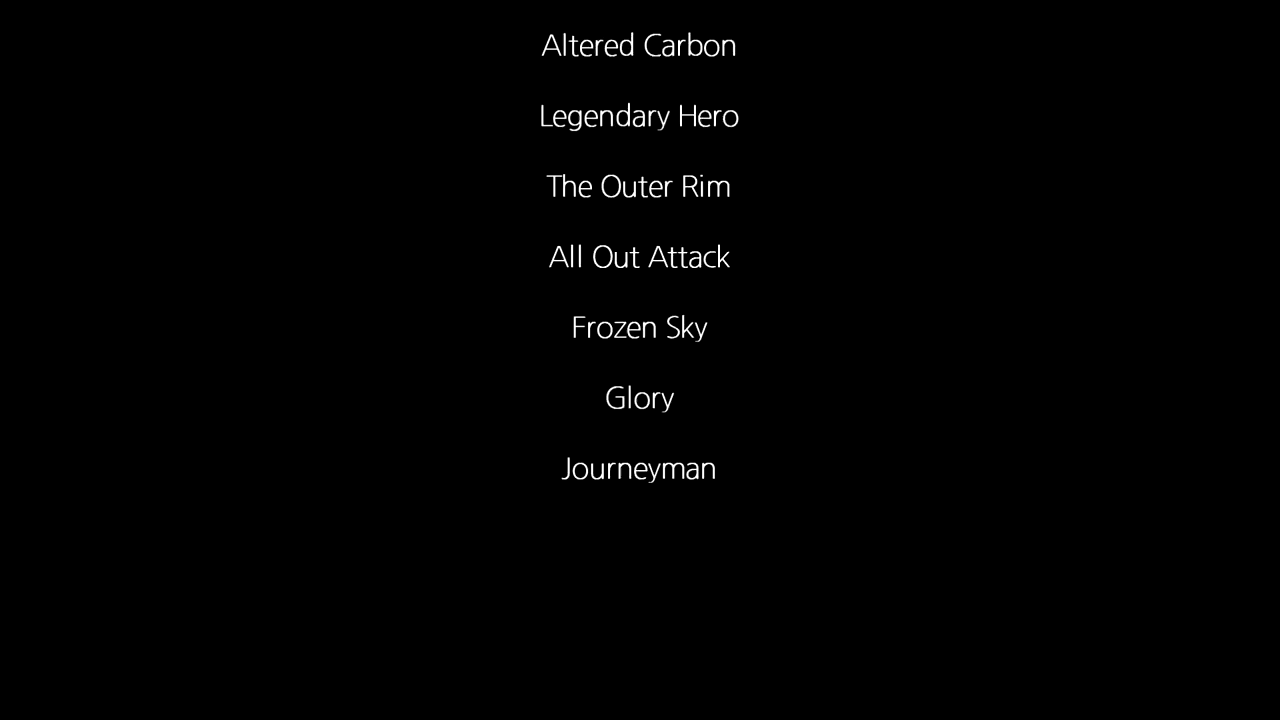 Altered Carbon
Legendary Hero
The Outer Rim
All Out Attack
Frozen Sky
Glory
Journeyman